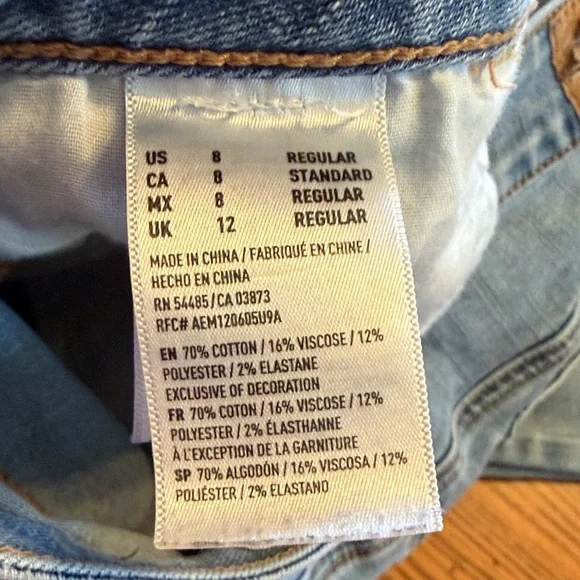 US 8 REGULAR
CA 8 STANDARD
MX 8 REGULAR
UK 12 REGULAR
MADE IN CHINA / FABRIQUÉ EN CHINE /
HECHO EN CHINA
RN 54485/CA 03873
RFC# AEM120605U9A
EN 70% COTTON / 16% VISCOSE / 12%
POLYESTER / 2% ELASTANE
EXCLUSIVE OF DECORATION
FR 70% COTON / 16% VISCOSE / 12%
POLYESTER / 2% ÉLASTHANNE
À L'EXCEPTION DE LA GARNITURE
SP 70% ALGODÓN / 16% VISCOSA / 12%
POLIÉSTER / 2% ELASTANO